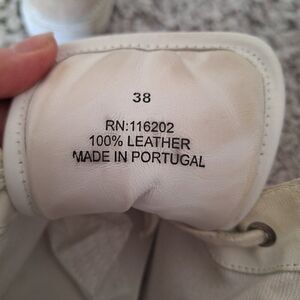 38
RN:116202
100% LEATHER
MADE IN PORTUGAL